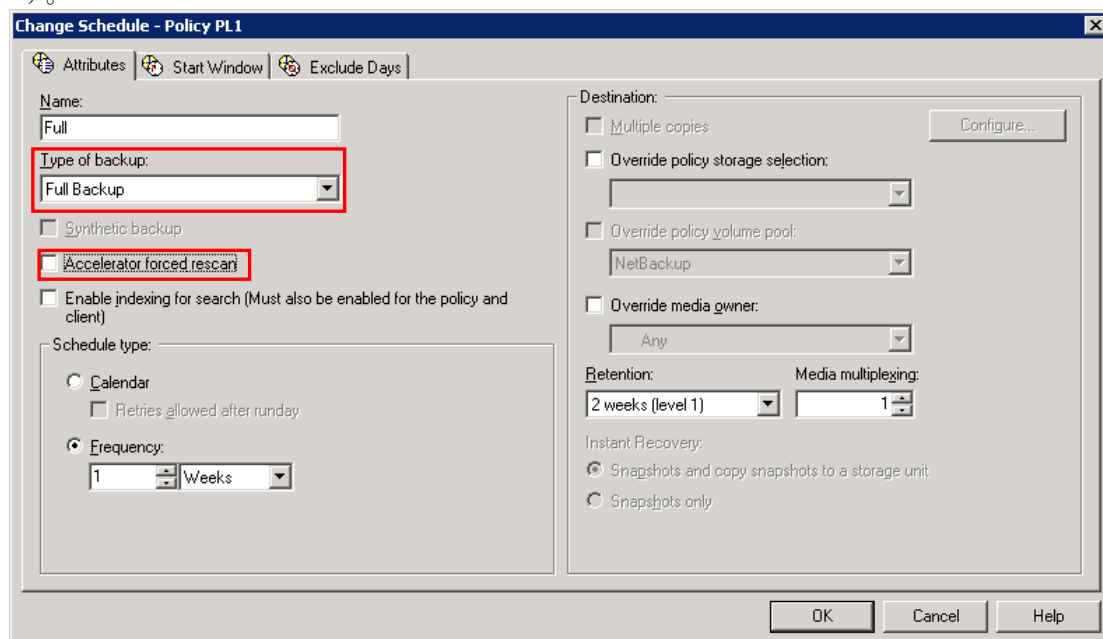 Change Schedule - Policy PL1
Attributes
Start Window
Exclude Days
Name:
Full
Type of backup:
Full Backup
Synthetic backup
Accelerator forced rescan
Enable indexing for search (Must also be enabled for the policy and
client)
Schedule type:
Calendar
Retries allowed after runday
Frequency:
1
Weeks
Destination:
Multiple copies
Configure...
Override policy storage selection:
Override policy volume pool:
NetBackup
Override media owner:
Any
Retention:
Media multiplexing:
2 weeks (level 1)
1
Instant Recovery:
Snapshots and copy snapshots to a storage unit
Snapshots only
OK
Cancel
Help